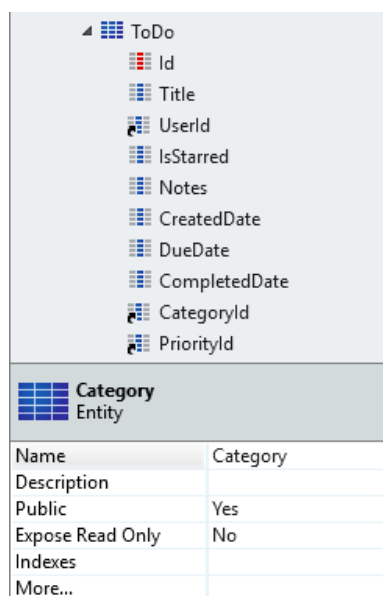 ToDo
Id
Title
UserId
IsStarred
Notes
CreatedDate
DueDate
CompletedDate
CategoryId
PriorityId
Category
Entity
Name Category
Description
Public Yes
Expose Read Only No
Indexes
More...